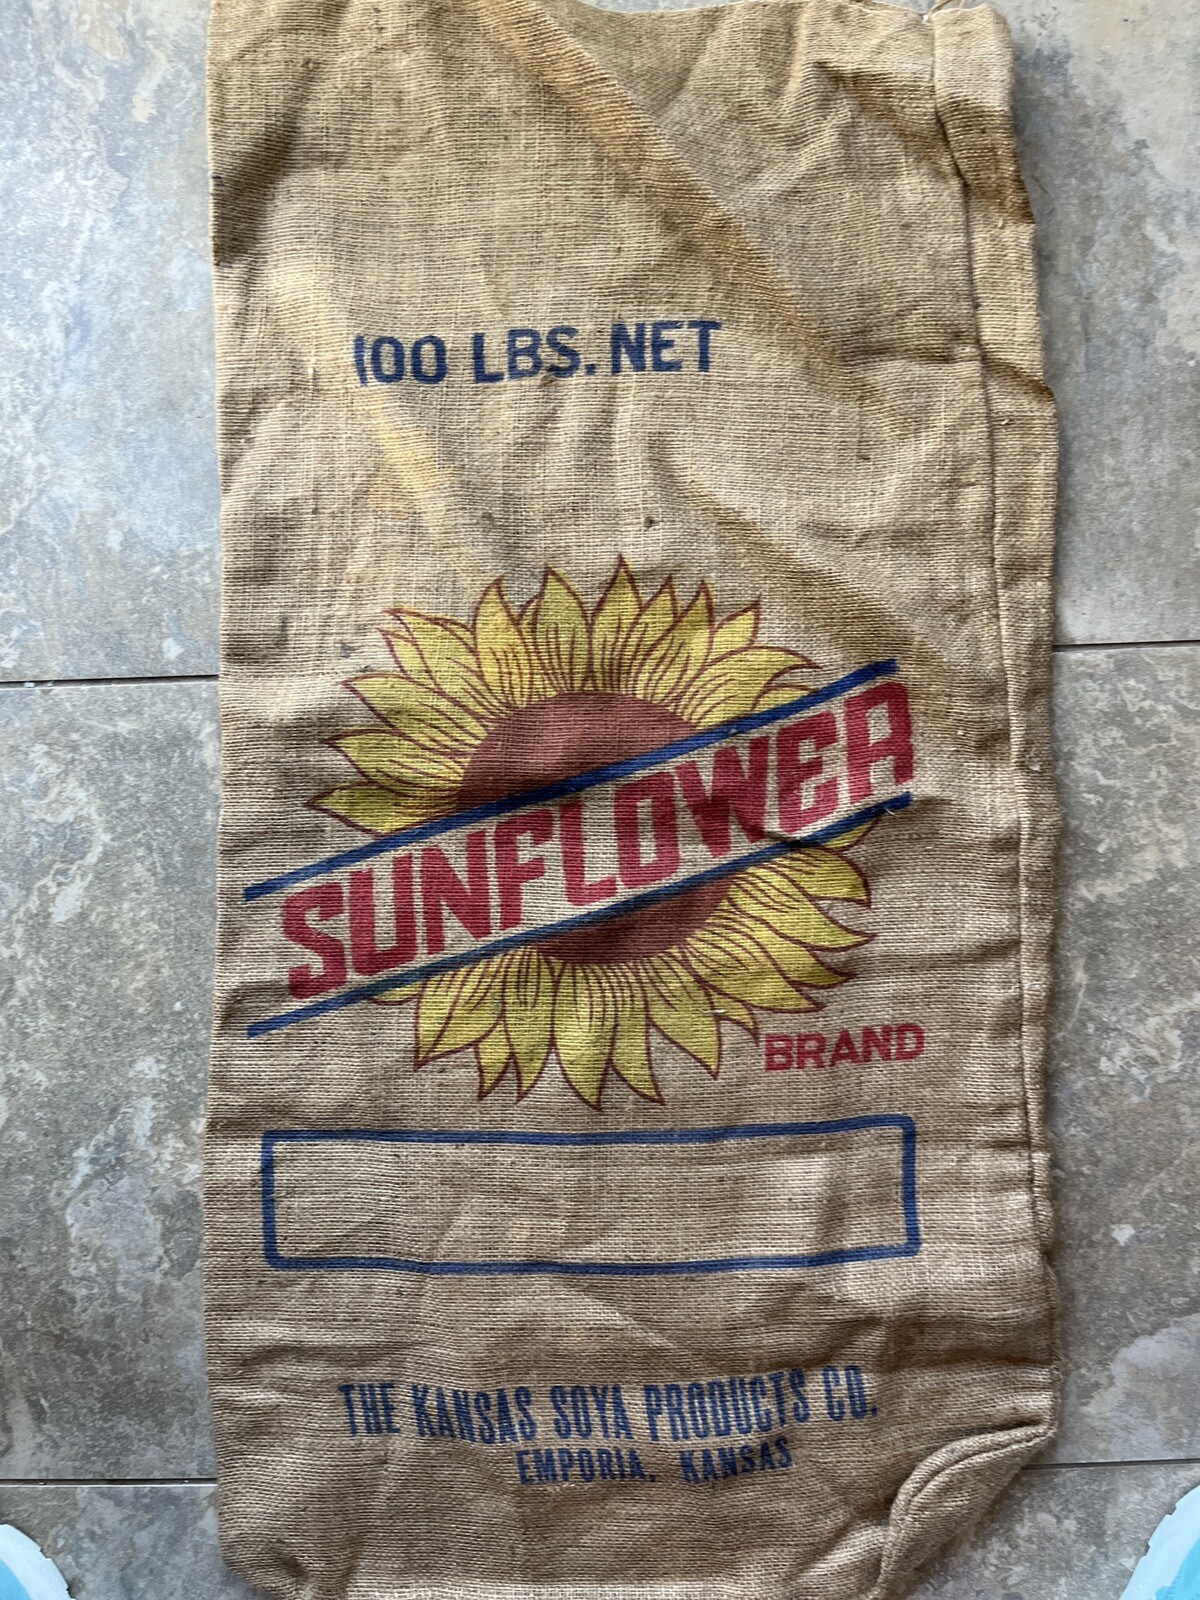 100 LBS. NET
SUNFLOWER
BRAND
THE KANSAS SOYA PRODUCTS CO.
EMPORIA, KANSAS